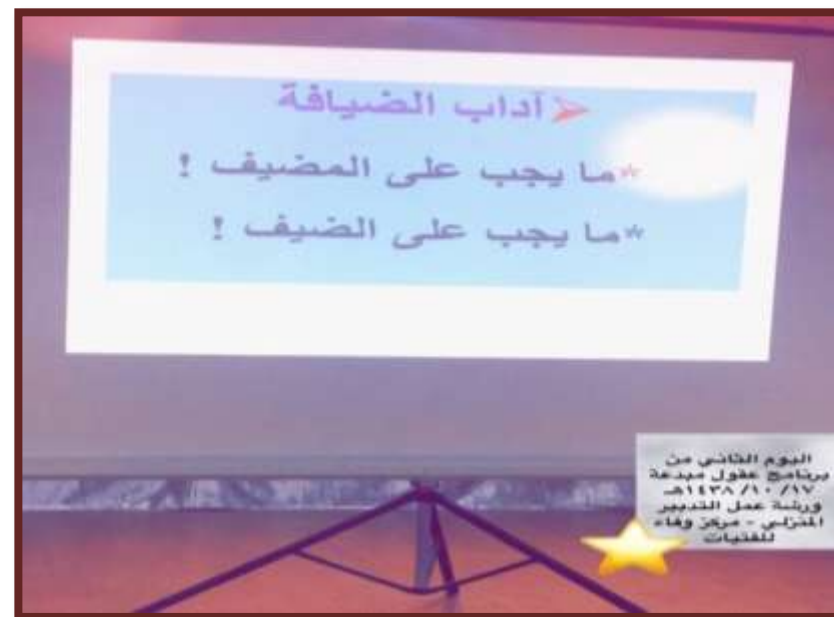 آداب الضيافة
*ما يجب على المضيف !
*ما يجب على الضيف !
اليوم الثاني من
برنامج عقول مبدعة
١٧/ ١٠/ ١٤٣٨هـ
ورشة عمل التدبير
المنزلي - مركز وفاء
للفتيات